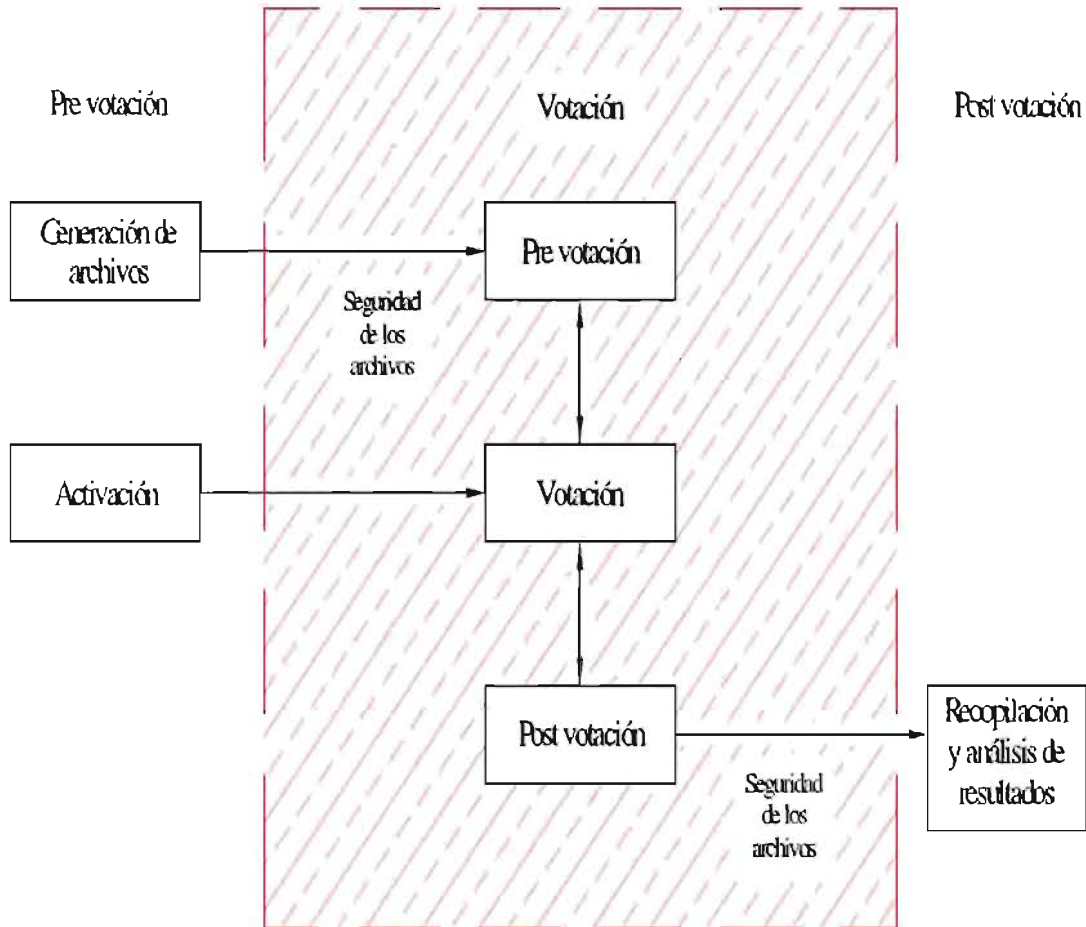 Pre votación
Votación
Post votación
Generación de
archivos
Pre votación
Seguridad
de los
archivos
Activación
Votación
Post votación
Seguridad
de los
archivos
Recopilación
y análisis de
resultados